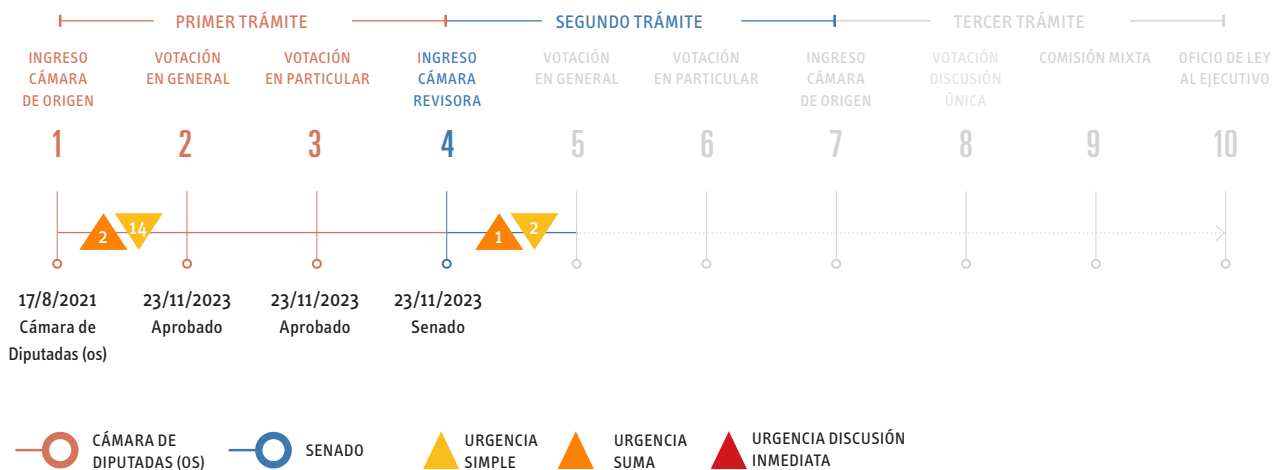 PRIMER TRÁMITE
SEGUNDO TRÁMITE
TERCER TRÁMITE
INGRESO
CÁMARA
DE ORIGEN
VOTACIÓN
EN GENERAL
VOTACIÓN
EN PARTICULAR
INGRESO
CÁMARA
REVISORA
VOTACIÓN
EN GENERAL
VOTACIÓN
EN PARTICULAR
INGRESO
CÁMARA
DE ORIGEN
VOTACIÓN
DISCUSIÓN
ÚNICA
COMISIÓN MIXTA
OFICIO DE LEY
AL EJECUTIVO
1
2
3
4
5
6
7
8
9
10
2
14
1
2
17/8/2021
Cámara de
Diputadas (os)
23/11/2023
Aprobado
23/11/2023
Aprobado
23/11/2023
Senado
CÁMARA DE
DIPUTADAS (OS)
SENADO
URGENCIA
SIMPLE
URGENCIA
SUMA
URGENCIA DISCUSIÓN
INMEDIATA